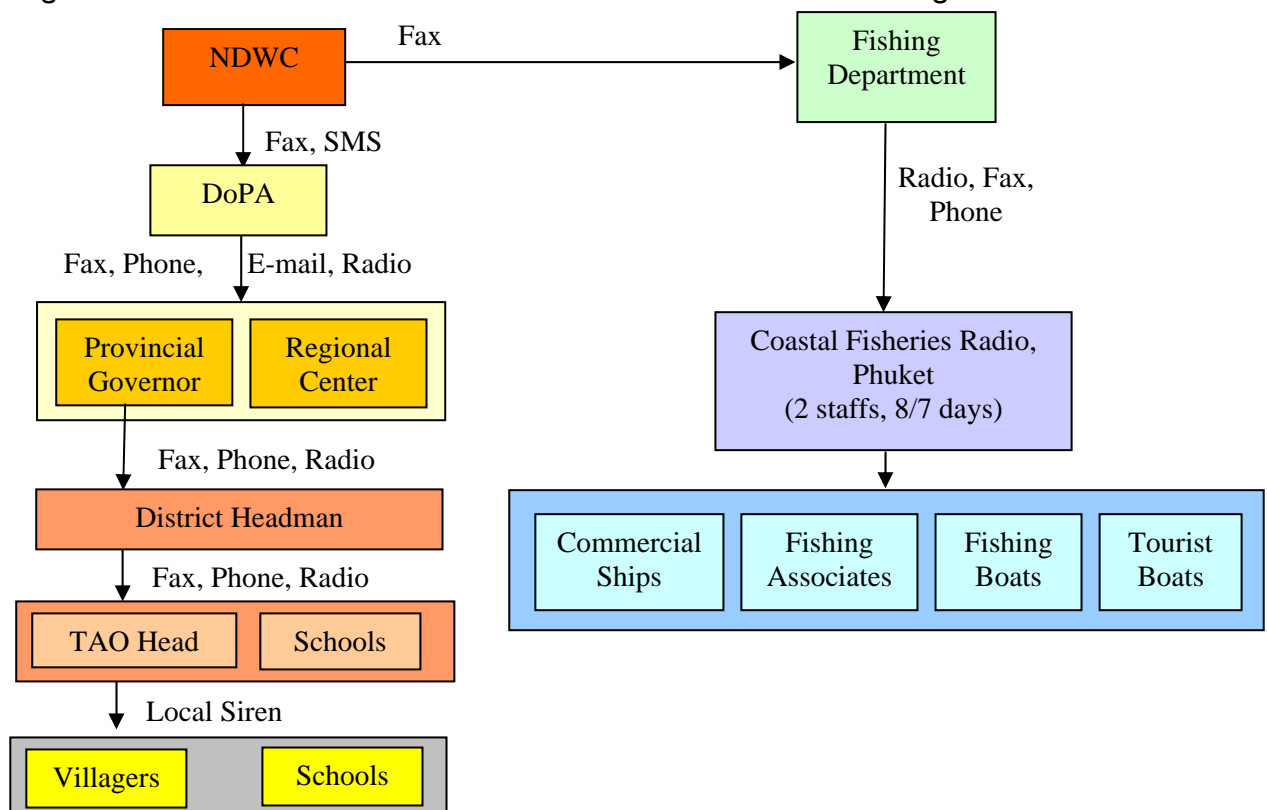 NDWC
Fax
Fishing
Department
Fax, SMS
DoPA
Radio, Fax,
Phone
Fax, Phone,
E-mail, Radio
Provincial
Governor
Regional
Center
Coastal Fisheries Radio,
Phuket
(2 staffs, 8/7 days)
Fax, Phone, Radio
District Headman
Commercial
Ships
Fishing
Associates
Fishing
Boats
Tourist
Boats
Fax, Phone, Radio
TAO Head
Schools
Local Siren
Villagers
Schools